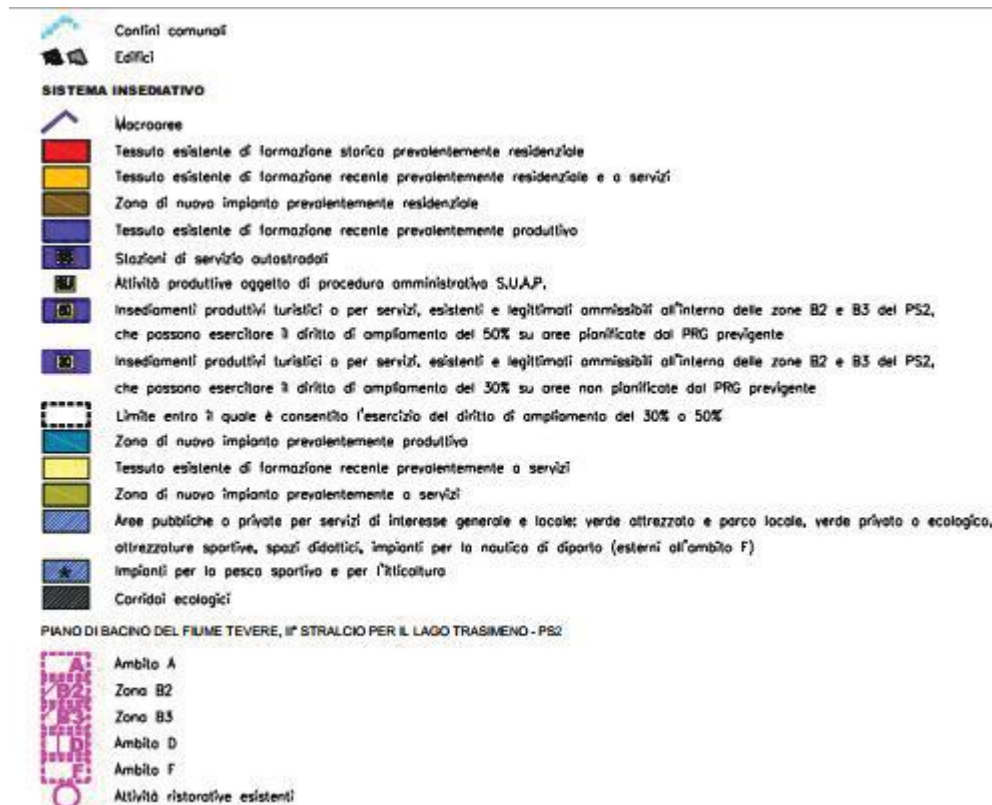 Confini comunali
Edifici
SISTEMA INSEDIATIVO
Macroaree
Tessuto esistente di formazione storica prevalentemente residenziale
Tessuto esistente di formazione recente prevalentemente residenziale e a servizi
Zona di nuovo impianto prevalentemente residenziale
Tessuto esistente di formazione recente prevalentemente produttivo
Stazioni di servizio autostradali
Attività produttive oggetto di procedura amministrativa S.U.A.P.
Insediamenti produttivi turistici o per servizi, esistenti e legittimati ammissibili all'interno delle zone B2 e B3 del PS2,
che possono esercitare il diritto di ampliamento del 50% su aree pianificate dal PRG previgente
Insediamenti produttivi turistici o per servizi, esistenti e legittimati ammissibili all'interno delle zone B2 e B3 del PS2,
che possono esercitare il diritto di ampliamento del 30% su aree non pianificate dal PRG previgente
Limite entro il quale è consentito l'esercizio del diritto di ampliamento del 30% o 50%
Zona di nuovo impianto prevalentemente produttiva
Tessuto esistente di formazione recente prevalentemente a servizi
Zona di nuovo impianto prevalentemente a servizi
Aree pubbliche o private per servizi di interesse generale e locale: verde attrezzato e parco locale, verde privato o ecologico,
attrezzature sportive, spazi didattici, impianti per la nautica di diporto (esterni all'ambito F)
Impianti per la pesca sportiva e per l'itticoltura
Corridoi ecologici
PIANO DI BACINO DEL FIUME TEVERE, II° STRALCIO PER IL LAGO TRASIMENO - PS2
A Ambito A
B2 Zona B2
B3 Zona B3
D Ambito D
F Ambito F
Attività ristorative esistenti